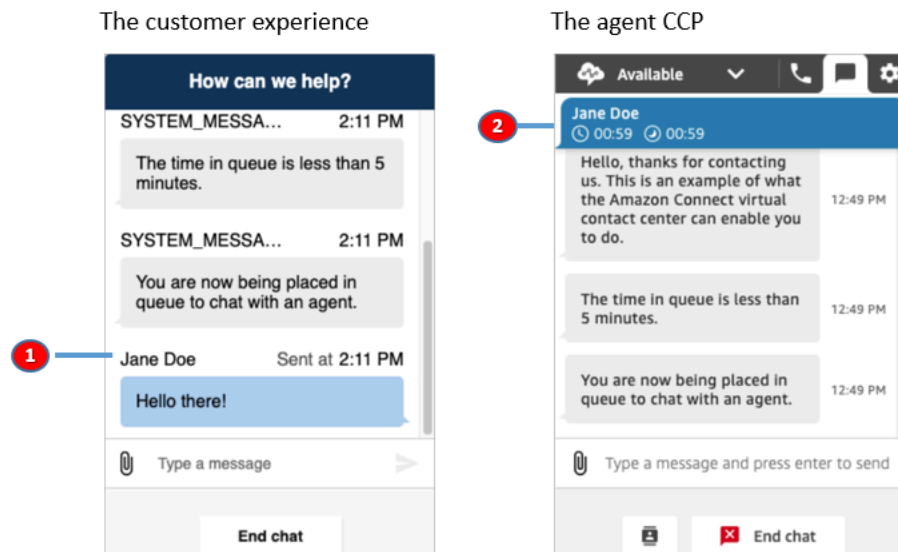 The customer experience
How can we help?
SYSTEM_MESSA... 2:11 PM
The time in queue is less than 5
minutes.
SYSTEM_MESSA... 2:11 PM
You are now being placed in
queue to chat with an agent.
1
Jane Doe Sent at 2:11 PM
Hello there!
Type a message
End chat
The agent CCP
Available
2
Jane Doe
00:59 00:59
Hello, thanks for contacting
us. This is an example of what
the Amazon Connect virtual
contact center can enable you
to do.
12:49 PM
The time in queue is less than
5 minutes.
12:49 PM
You are now being placed in
queue to chat with an agent.
12:49 PM
Type a message and press enter to send
End chat